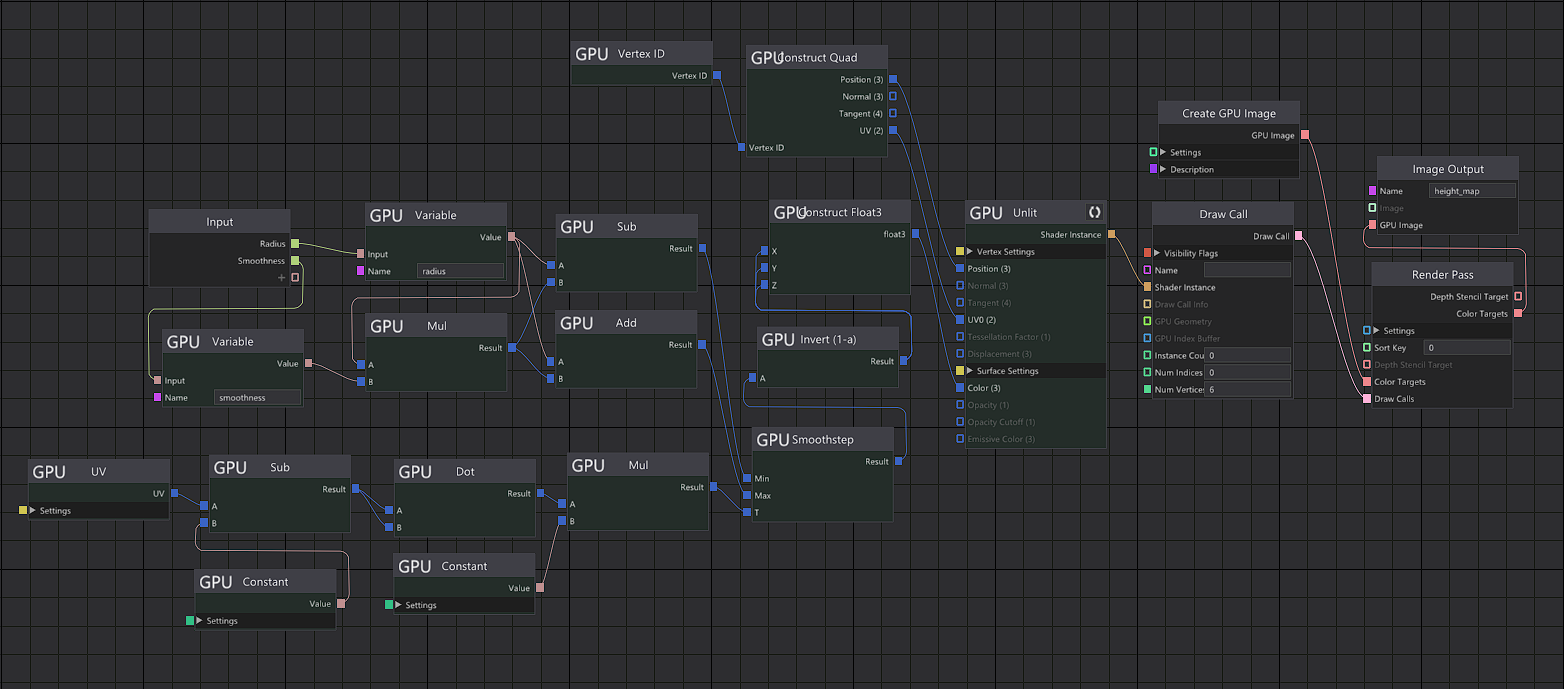 GPU Vertex ID
Vertex ID
GPU Construct Quad
Position (3)
Normal (3)
Tangent (4)
UV (2)
Vertex ID
Create GPU Image
GPU Image
Settings
Description
Image Output
Name height_map
Image
GPU Image
Input
Radius
Smoothness
+
GPU Variable
Value
Input
Name radius
GPU Sub
Result
A
B
GPU Construct Float3
float3
X
Y
Z
GPU Unlit
Shader Instance
Vertex Settings
Position (3)
Normal (3)
Tangent (4)
UV0 (2)
Tessellation Factor (1)
Displacement (3)
Surface Settings
Color (3)
Opacity (1)
Opacity Cutoff (1)
Emissive Color (3)
Draw Call
Draw Call
Visibility Flags
Name
Shader Instance
Draw Call Info
GPU Geometry
GPU Index Buffer
Instance Cou 0
Num Indices 0
Num Vertices 6
Render Pass
Depth Stencil Target
Color Targets
Settings
Sort Key 0
Depth Stencil Target
Color Targets
Draw Calls
GPU Variable
Value
Input
Name smoothness
GPU Mul
Result
A
B
GPU Add
Result
A
B
GPU Invert (1-a)
Result
A
GPU UV
UV
Settings
GPU Sub
Result
A
B
GPU Dot
Result
A
B
GPU Mul
Result
A
B
GPU Smoothstep
Result
Min
Max
T
GPU Constant
Value
Settings
GPU Constant
Value
Settings